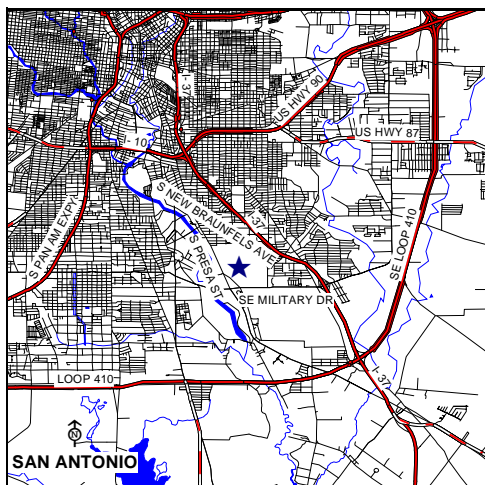 I- 37
US HWY 90
US HWY 87
I- 10
S PAN AM EXPY
S NEW BRAUNFELS AVE
I-37
S PRESA ST
SE LOOP 410
SE MILITARY DR
LOOP 410
I-37
N
SAN ANTONIO